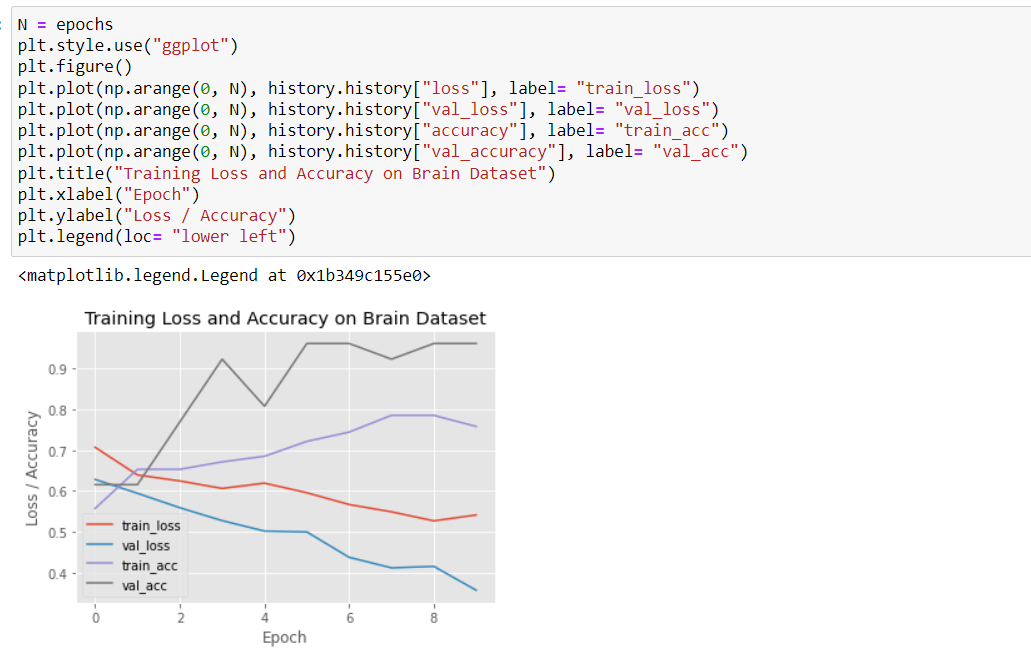 N = epochs
plt.style.use("ggplot")
plt.figure()
plt.plot(np.arange(0, N), history.history["loss"], label= "train_loss")
plt.plot(np.arange(0, N), history.history["val_loss"], label= "val_loss")
plt.plot(np.arange(0, N), history.history["accuracy"], label= "train_acc")
plt.plot(np.arange(0, N), history.history["val_accuracy"], label= "val_acc")
plt.title("Training Loss and Accuracy on Brain Dataset")
plt.xlabel("Epoch")
plt.ylabel("Loss / Accuracy")
plt.legend(loc= "lower left")
<matplotlib.legend.Legend at 0x1b349c155e0>
Training Loss and Accuracy on Brain Dataset
Loss / Accuracy
0.9
0.8
0.7
0.6
0.5
0.4
train_loss
val_loss
train_acc
val_acc
0 2 4 6 8
Epoch